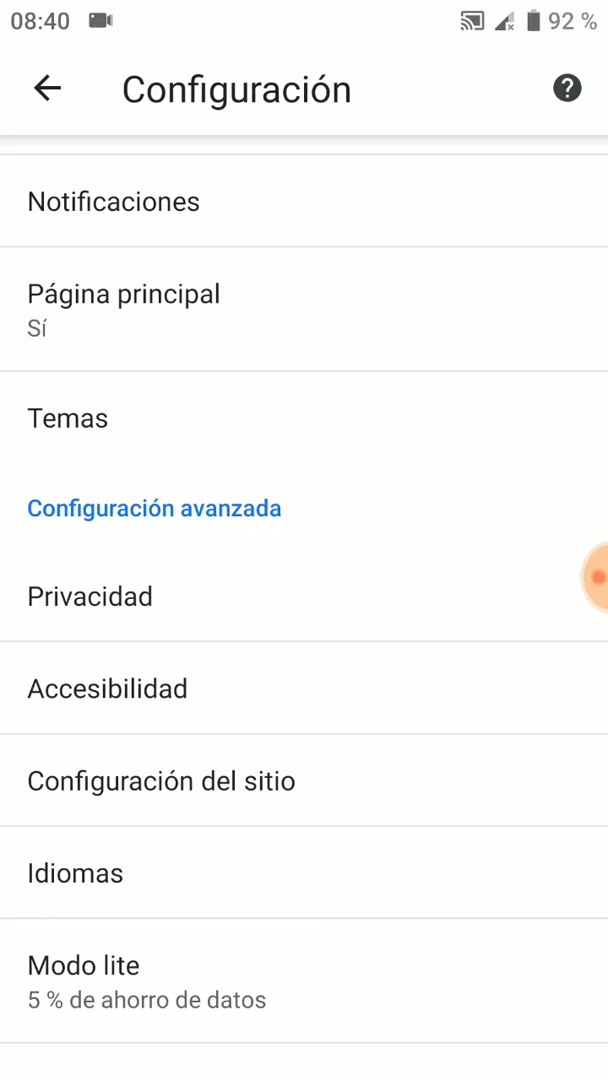 08:40 92 %
Configuración
Notificaciones
Página principal
Sí
Temas
Configuración avanzada
Privacidad
Accesibilidad
Configuración del sitio
Idiomas
Modo lite
5 % de ahorro de datos